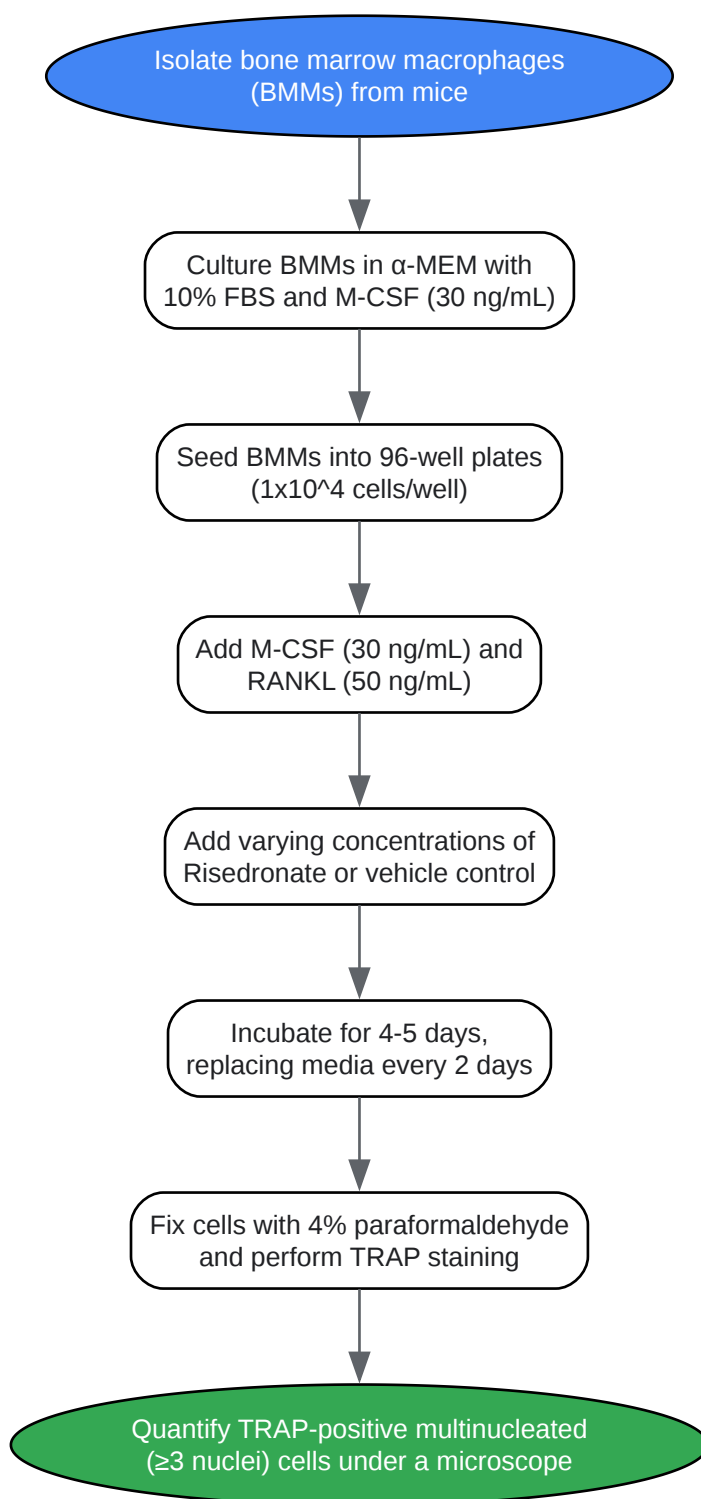 Isolate bone marrow macrophages
(BMMs) from mice
Culture BMMs in α-MEM with
10% FBS and M-CSF (30 ng/mL)
Seed BMMs into 96-well plates
(1x10^4 cells/well)
Add M-CSF (30 ng/mL) and
RANKL (50 ng/mL)
Add varying concentrations of
Risedronate or vehicle control
Incubate for 4-5 days,
replacing media every 2 days
Fix cells with 4% paraformaldehyde
and perform TRAP staining
Quantify TRAP-positive multinucleated
(≥3 nuclei) cells under a microscope